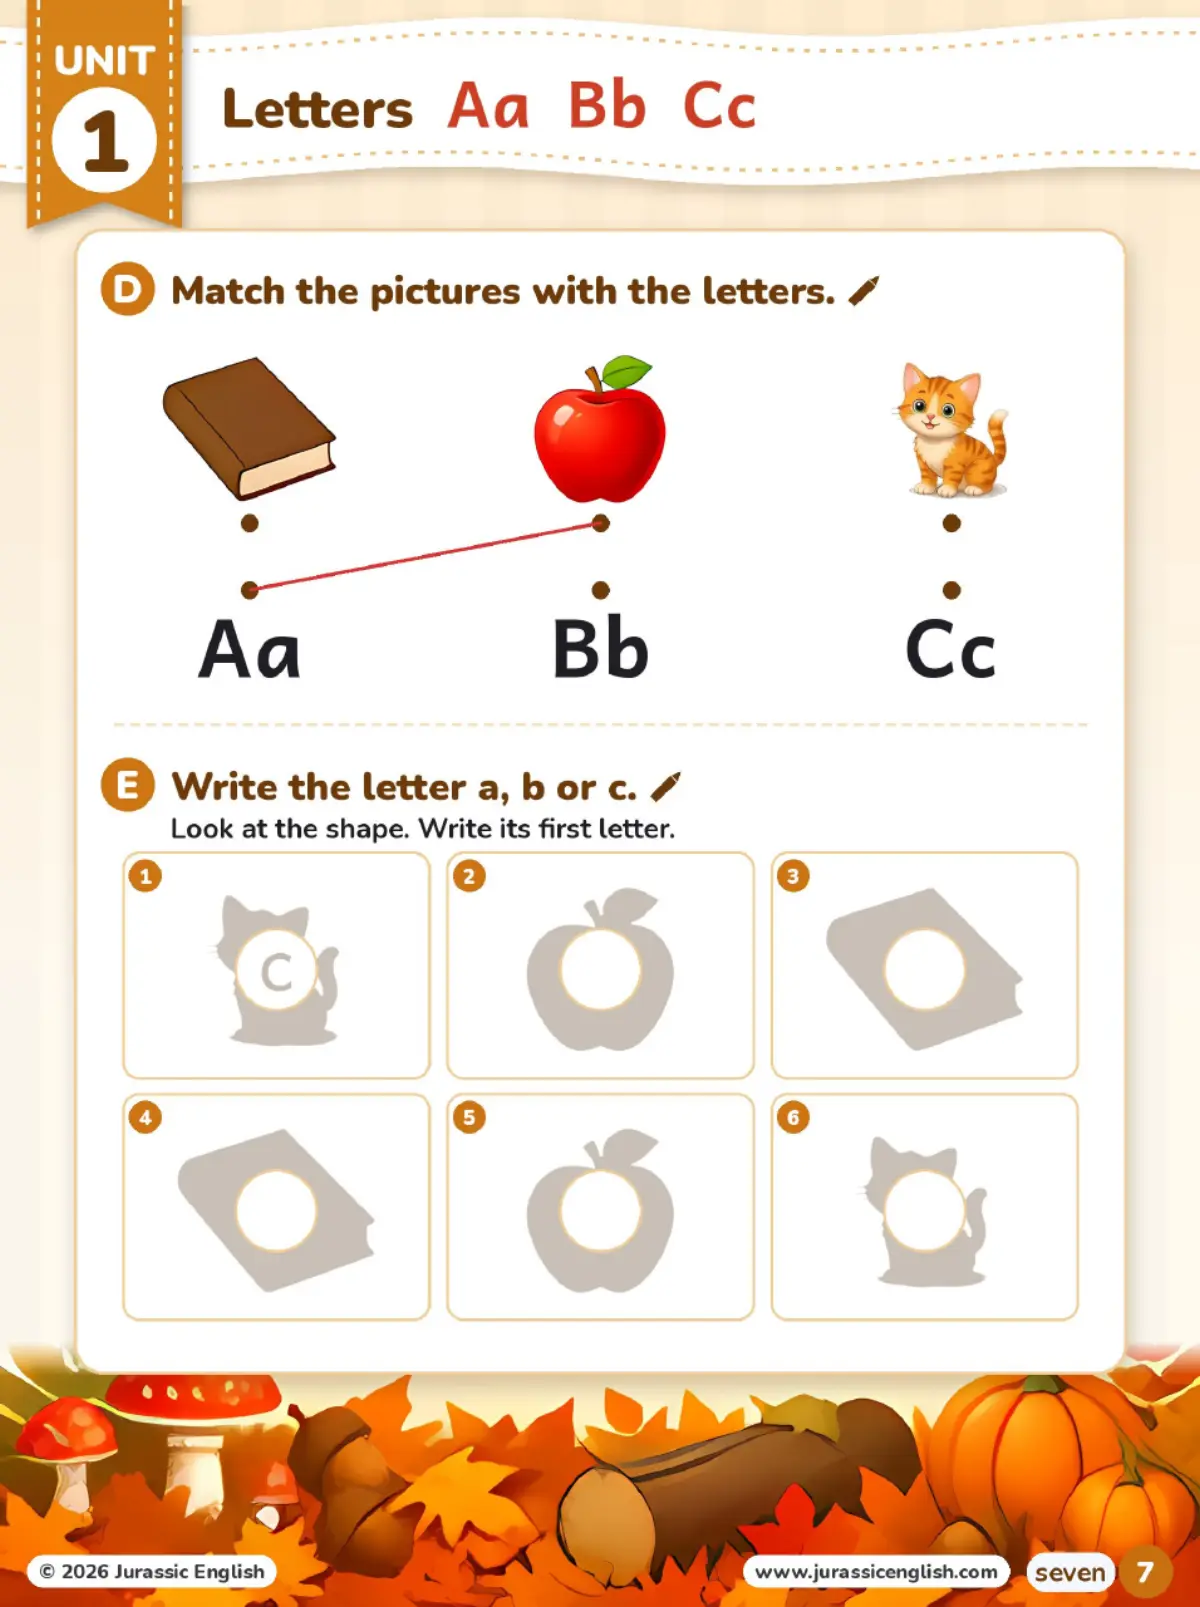 UNIT
1
Letters Aa Bb Cc
D Match the pictures with the letters.
Aa Bb Cc
E Write the letter a, b or c.
Look at the shape. Write its first letter.
1 2 3
c
4 5 6
© 2026 Jurassic English
www.jurassicenglish.com
seven 7